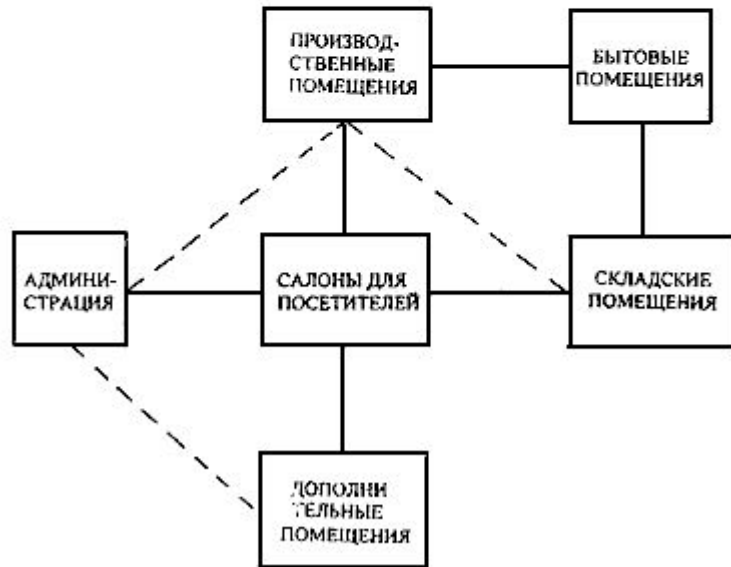 ПРОИЗВОД-
СТВЕННЫЕ
ПОМЕЩЕНИЯ
БЫТОВЫЕ
ПОМЕЩЕНИЯ
АДМИНИ-
СТРАЦИЯ
САЛОНЫ ДЛЯ
ПОСЕТИТЕЛЕЙ
СКЛАДСКИЕ
ПОМЕЩЕНИЯ
ДОПОЛНИ
ТЕЛЬНЫЕ
ПОМЕЩЕНИЯ